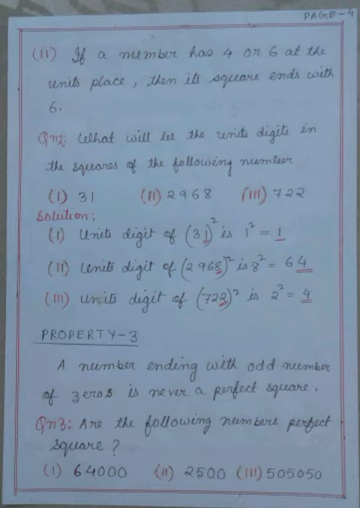 PAGE-4
(11) If a number has 4 or 6 at the
units place, then its square ends with
6.
Qn2: What will be the units digits in
the squares of the following number
(I) 31 (II) 2968 (III) 722
Solution:
(I) Units digit of (31)² is 1² = 1
(II) Units digit of (2968)² is 8² = 64
(III) units digit of (722)² is 2² = 4
PROPERTY-3
A number ending with odd number
of zeros is never a perfect square.
Qn3: Are the following numbers perfect
square?
(I) 64000 (II) 2500 (III) 505050